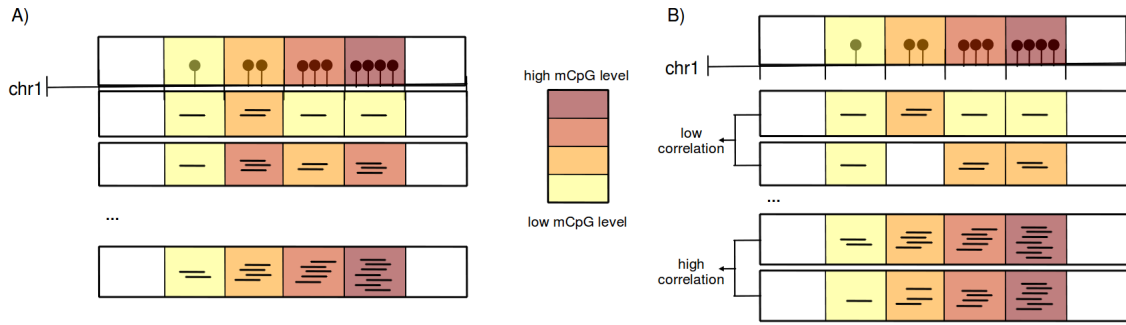 A)
chr1
...
high mCpG level
low mCpG level
B)
chr1
low
correlation
...
high
correlation